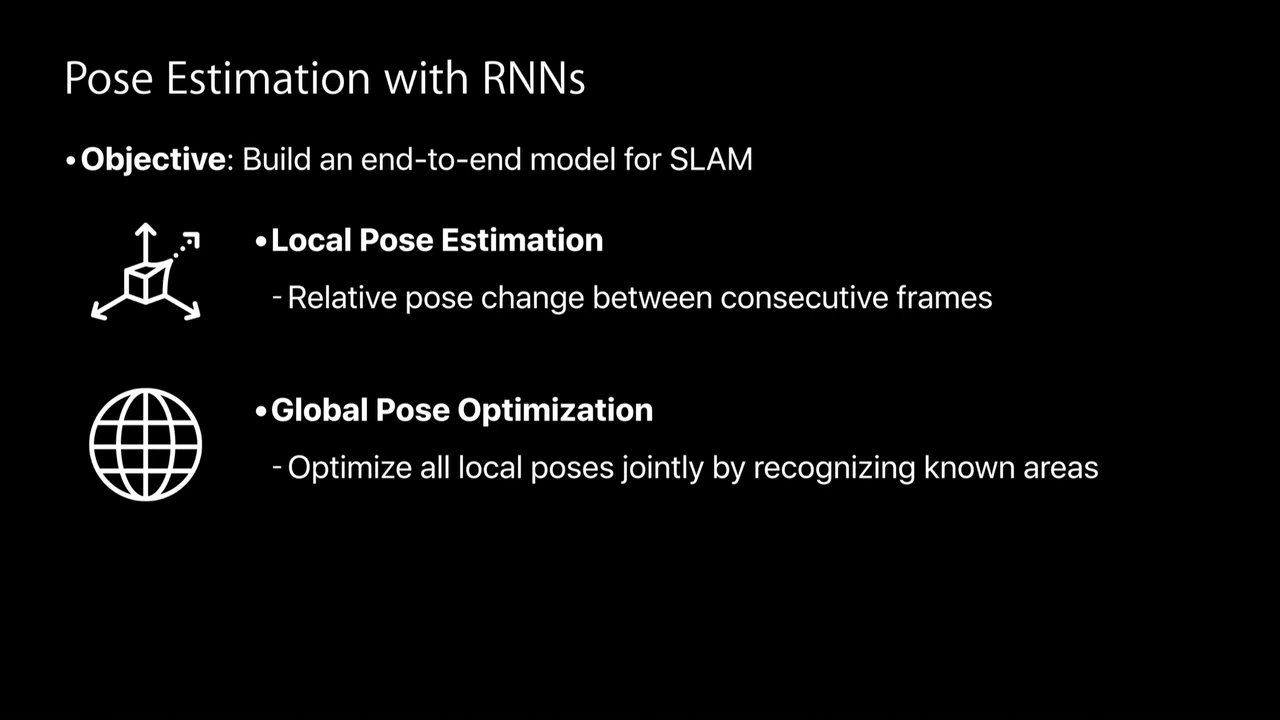 Pose Estimation with RNNs
•Objective: Build an end-to-end model for SLAM
•Local Pose Estimation
- Relative pose change between consecutive frames
•Global Pose Optimization
- Optimize all local poses jointly by recognizing known areas